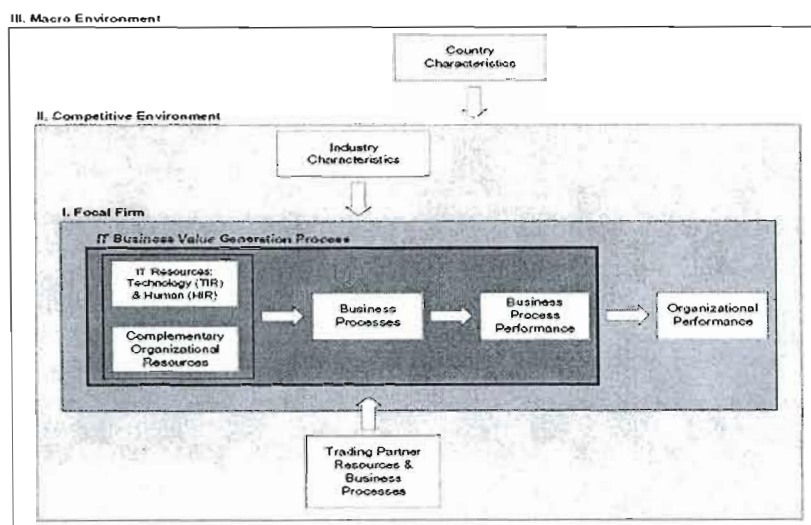 III. Macro Environment
Country
Characteristics
II. Competitive Environment
Industry
Characteristics
I. Focal Firm
IT Business Value Generation Process
IT Resources:
Technology (TIR)
& Human (HIR)
Complementary
Organizational
Resources
Business
Processes
Business
Process
Performance
Organizational
Performance
Trading Partner
Resources &
Business
Processes